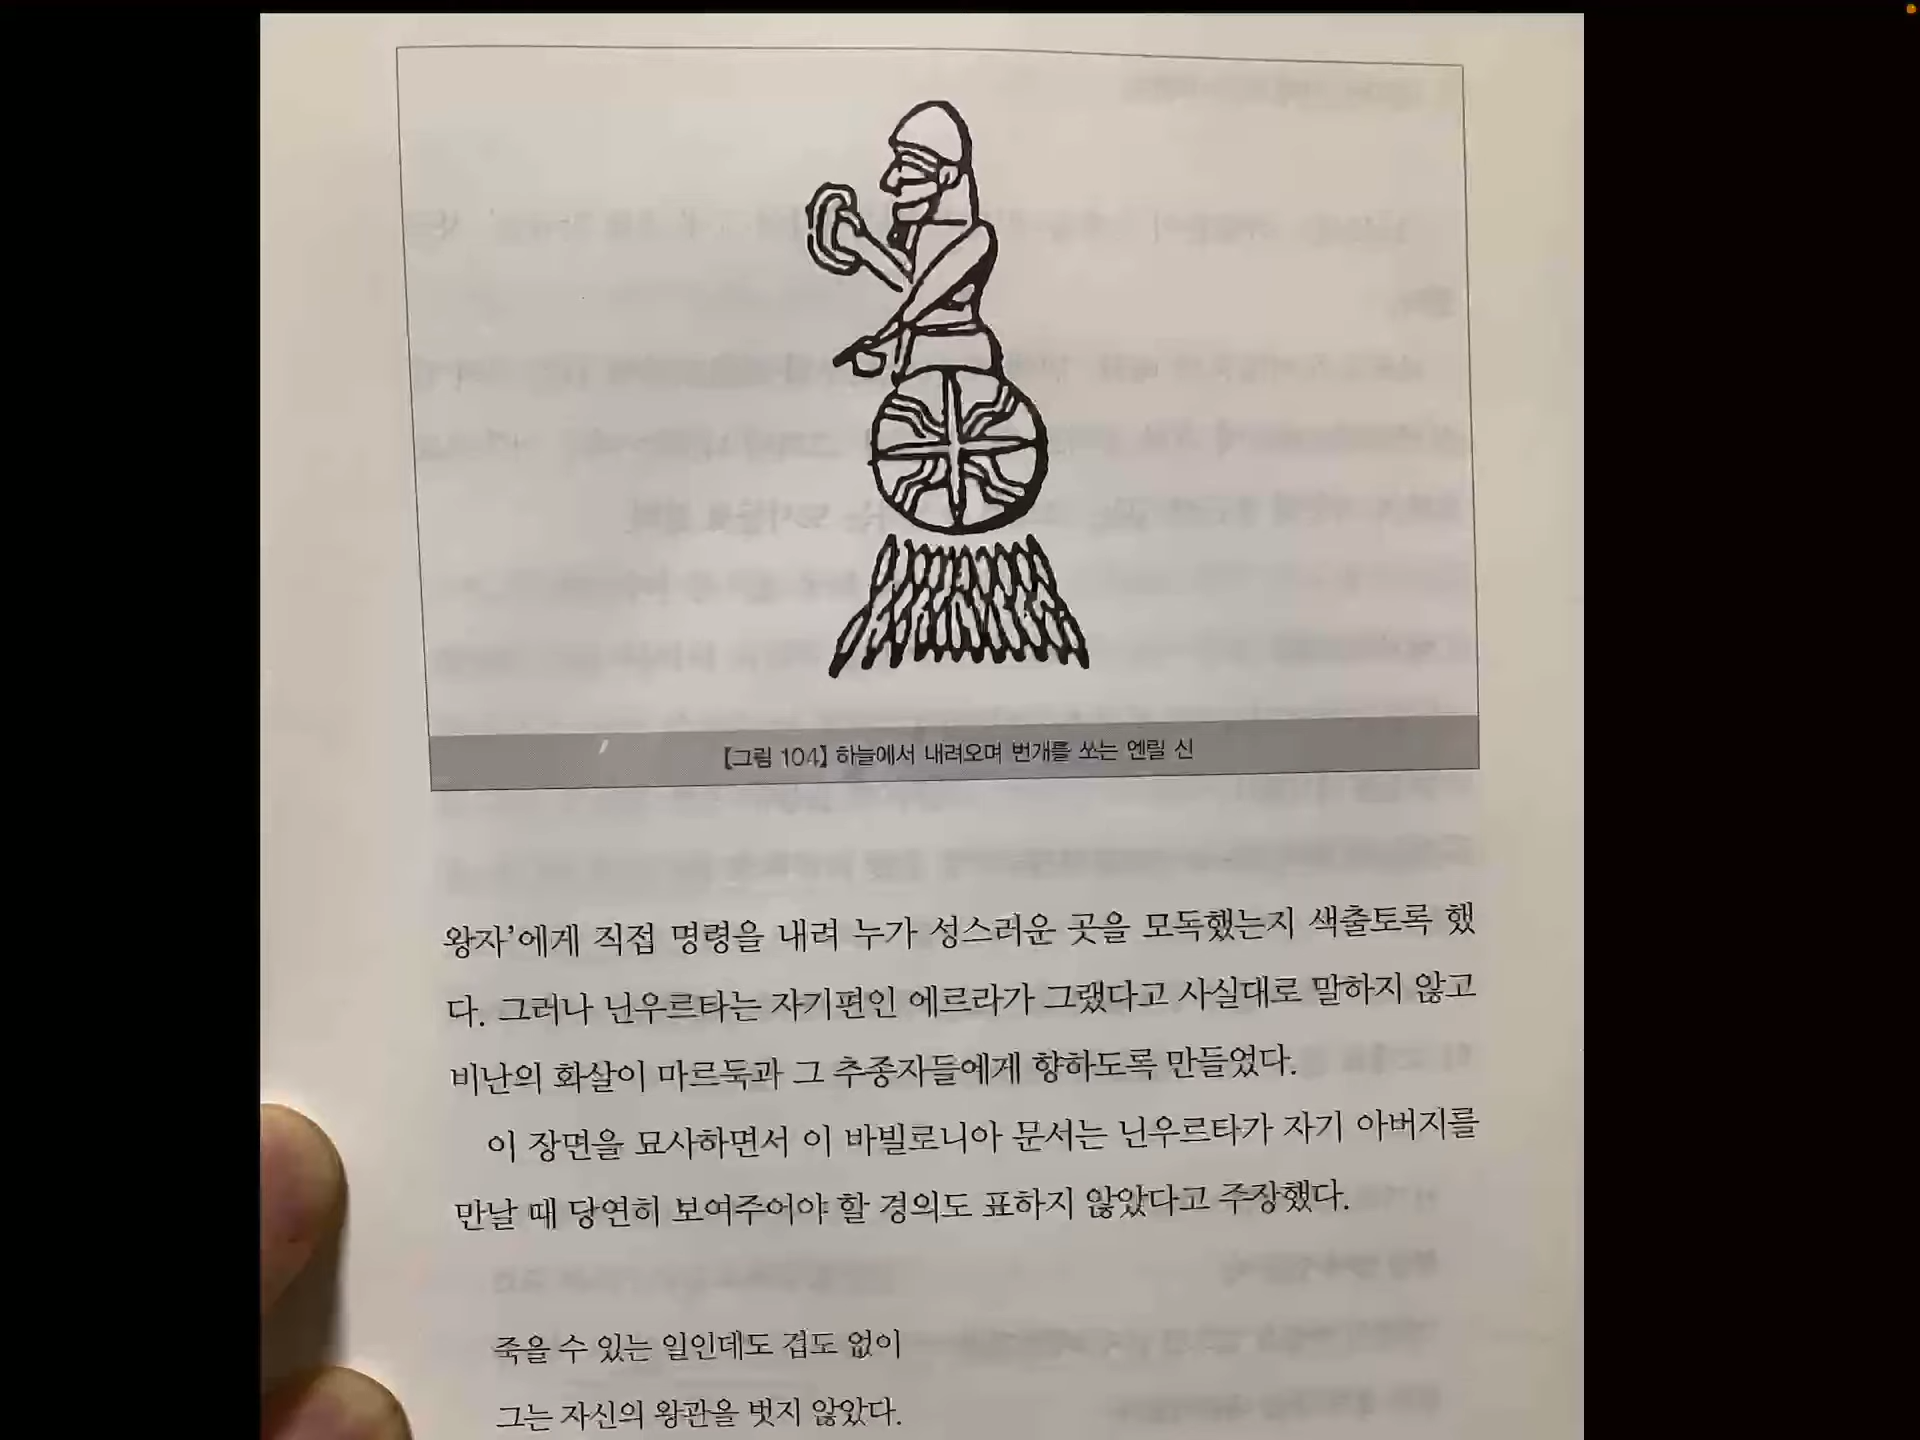 [그림 104] 하늘에서 내려오며 번개를 쏘는 엔릴 신
왕자’에게 직접 명령을 내려 누가 성스러운 곳을 모독했는지 색출토록 했
다. 그러나 닌우르타는 자기편인 에르라가 그랬다고 사실대로 말하지 않고
비난의 화살이 마르둑과 그 추종자들에게 향하도록 만들었다.
이 장면을 묘사하면서 이 바빌로니아 문서는 닌우르타가 자기 아버지를
만날 때 당연히 보여주어야 할 경의도 표하지 않았다고 주장했다.
죽을 수 있는 일인데도 겁도 없이
그는 자신의 왕관을 벗지 않았다.